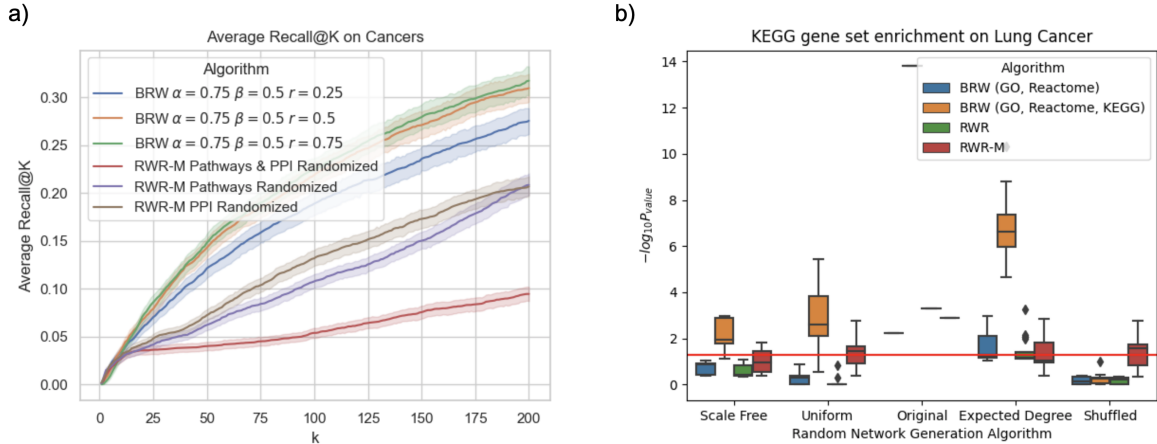 a)
Average Recall@K on Cancers
Average Recall@K
0.30
0.25
0.20
0.15
0.10
0.05
0.00
Algorithm
BRW α = 0.75 β = 0.5 r = 0.25
BRW α = 0.75 β = 0.5 r = 0.5
BRW α = 0.75 β = 0.5 r = 0.75
RWR-M Pathways & PPI Randomized
RWR-M Pathways Randomized
RWR-M PPI Randomized
0 25 50 75 100 125 150 175 200
k
b)
KEGG gene set enrichment on Lung Cancer
-log10Pvalue
14
12
10
8
6
4
2
0
Algorithm
BRW (GO, Reactome)
BRW (GO, Reactome, KEGG)
RWR
RWR-M
Scale Free Uniform Original Expected Degree Shuffled
Random Network Generation Algorithm